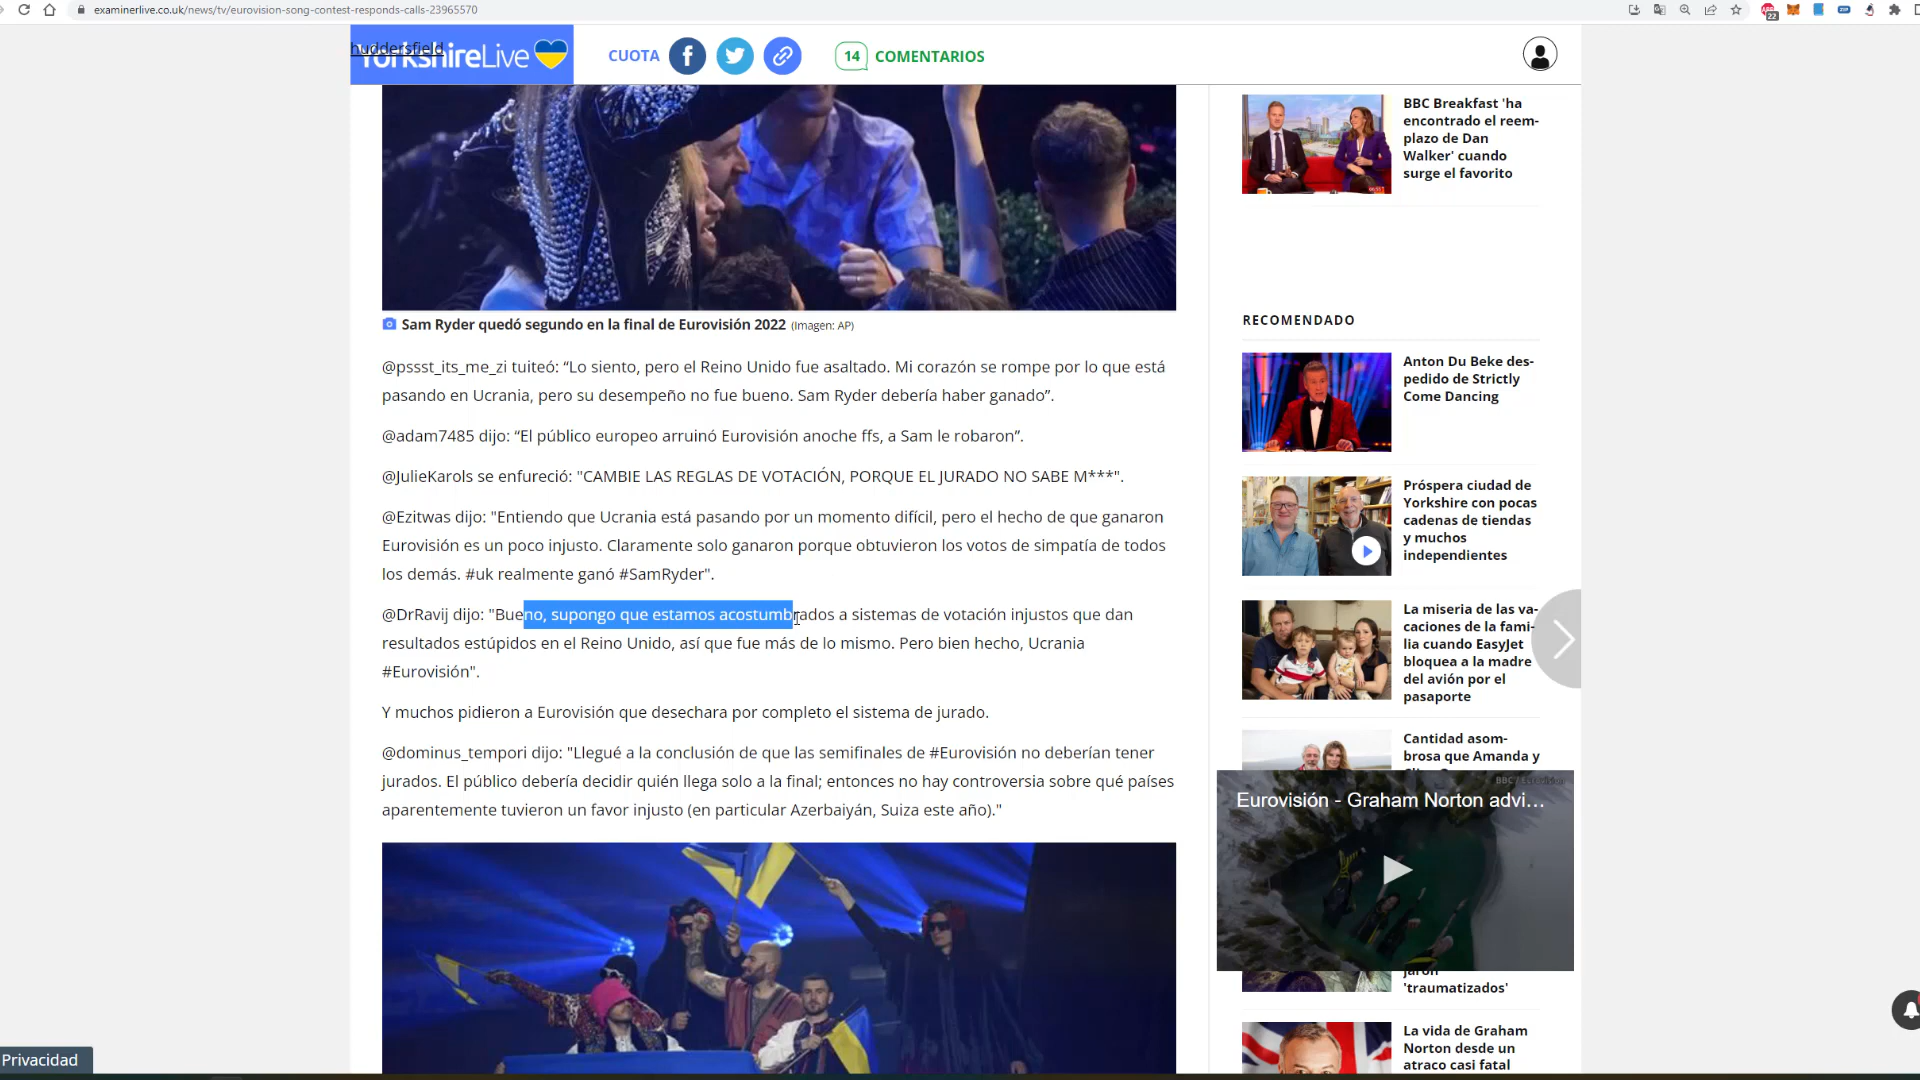 examinerlive.co.uk/news/tv/eurovision-song-contest-responds-calls-23965570
22
huddersfield
YorkshireLive
CUOTA
14
COMENTARIOS
Sam Ryder quedó segundo en la final de Eurovisión 2022 (Imagen: AP)
@pssst_its_me_zi tuiteó: “Lo siento, pero el Reino Unido fue asaltado. Mi corazón se rompe por lo que está
pasando en Ucrania, pero su desempeño no fue bueno. Sam Ryder debería haber ganado”.
@adam7485 dijo: “El público europeo arruinó Eurovisión anoche ffs, a Sam le robaron”.
@JulieKarols se enfureció: "CAMBIE LAS REGLAS DE VOTACIÓN, PORQUE EL JURADO NO SABE M***".
@Ezitwas dijo: "Entiendo que Ucrania está pasando por un momento difícil, pero el hecho de que ganaron
Eurovisión es un poco injusto. Claramente solo ganaron porque obtuvieron los votos de simpatía de todos
los demás. #uk realmente ganó #SamRyder".
@DrRavij dijo: "Bueno, supongo que estamos acostumbrados a sistemas de votación injustos que dan
resultados estúpidos en el Reino Unido, así que fue más de lo mismo. Pero bien hecho, Ucrania
#Eurovisión".
Y muchos pidieron a Eurovisión que desechara por completo el sistema de jurado.
@dominus_tempori dijo: "Llegué a la conclusión de que las semifinales de #Eurovisión no deberían tener
jurados. El público debería decidir quién llega solo a la final; entonces no hay controversia sobre qué países
aparentemente tuvieron un favor injusto (en particular Azerbaiyán, Suiza este año)."
BBC Breakfast 'ha
encontrado el reem-
plazo de Dan
Walker' cuando
surge el favorito
RECOMENDADO
Anton Du Beke des-
pedido de Strictly
Come Dancing
Próspera ciudad de
Yorkshire con pocas
cadenas de tiendas
y muchos
independientes
La miseria de las va-
caciones de la fami-
lia cuando EasyJet
bloquea a la madre
del avión por el
pasaporte
Cantidad asom-
brosa que Amanda y
BBC / Eurovision
Eurovisión - Graham Norton advi...
jaron
'traumatizados'
La vida de Graham
Norton desde un
atraco casi fatal
Privacidad